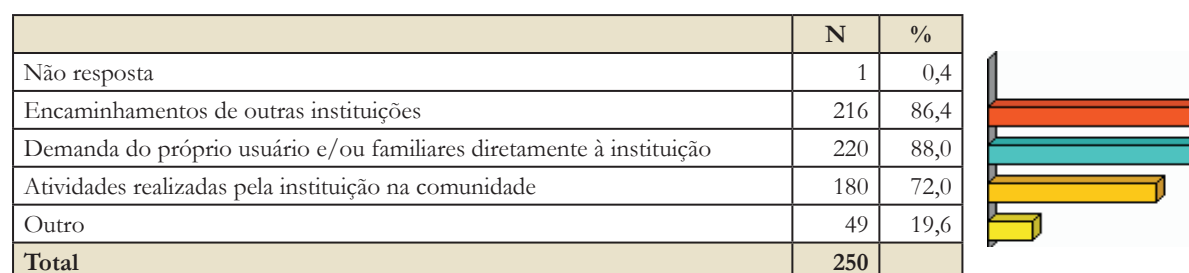 N %
Não resposta 1 0,4
Encaminhamentos de outras instituições 216 86,4
Demanda do próprio usuário e/ou familiares diretamente à instituição 220 88,0
Atividades realizadas pela instituição na comunidade 180 72,0
Outro 49 19,6
Total 250